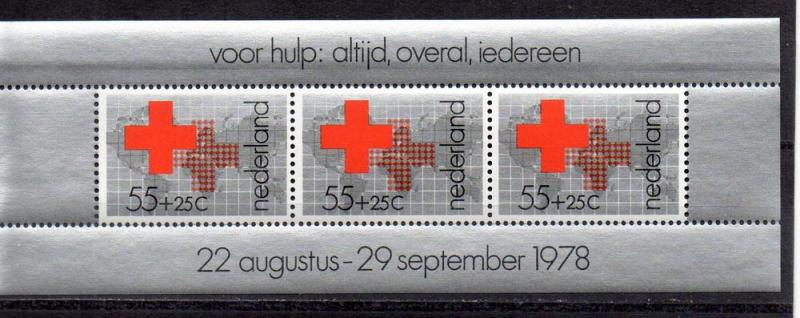 voor hulp: altijd, overal, iedereen
55+25C nederland
55+25C nederland
55+25C nederland
22 augustus-29 september 1978